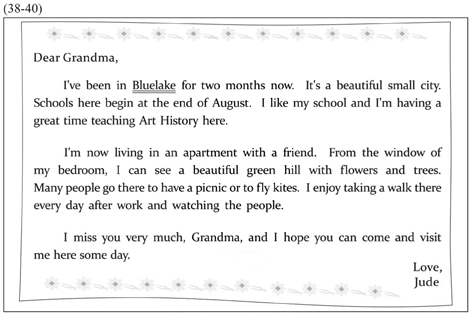 (38-40)
Dear Grandma,
I've been in Bluelake for two months now. It's a beautiful small city.
Schools here begin at the end of August. I like my school and I'm having a
great time teaching Art History here.
I'm now living in an apartment with a friend. From the window of
my bedroom, I can see a beautiful green hill with flowers and trees.
Many people go there to have a picnic or to fly kites. I enjoy taking a walk there
every day after work and watching the people.
I miss you very much, Grandma, and I hope you can come and visit
me here some day.
Love,
Jude